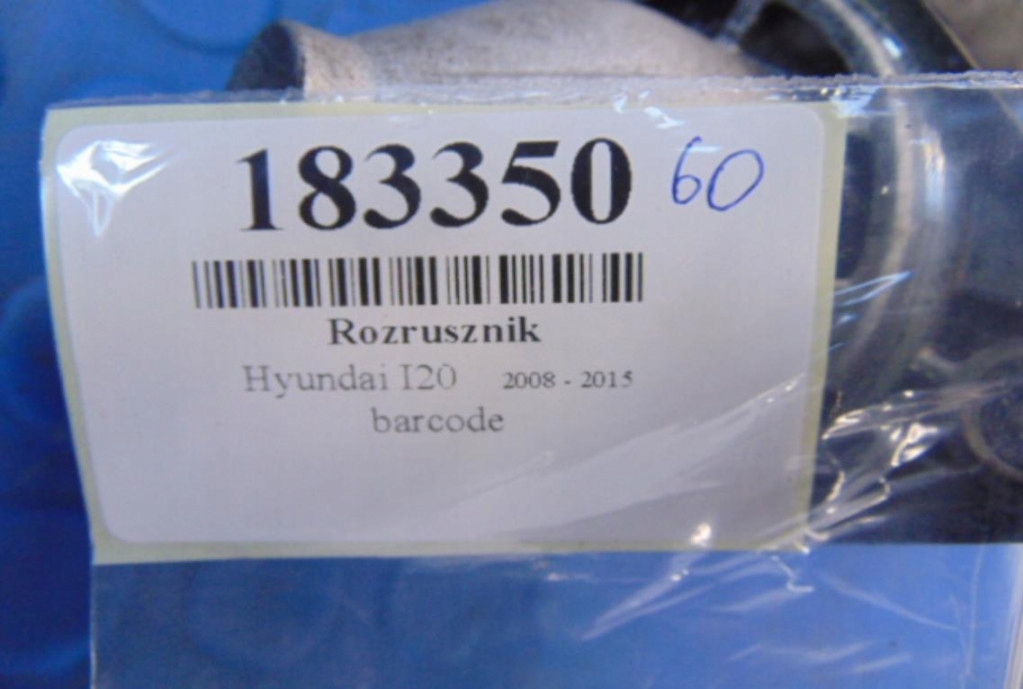 183350 60
Rozrusznik
Hyundai I20 2008 - 2015
barcode